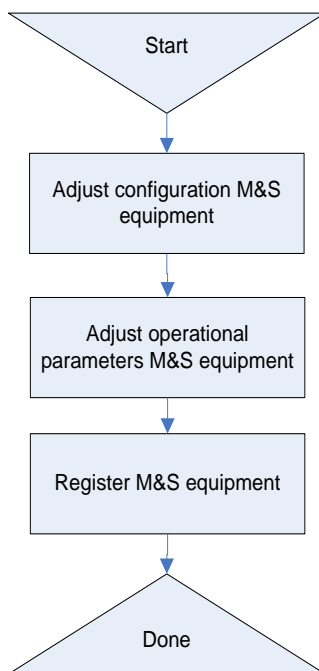 Start
Adjust configuration M&S
equipment
Adjust operational
parameters M&S equipment
Register M&S equipment
Done